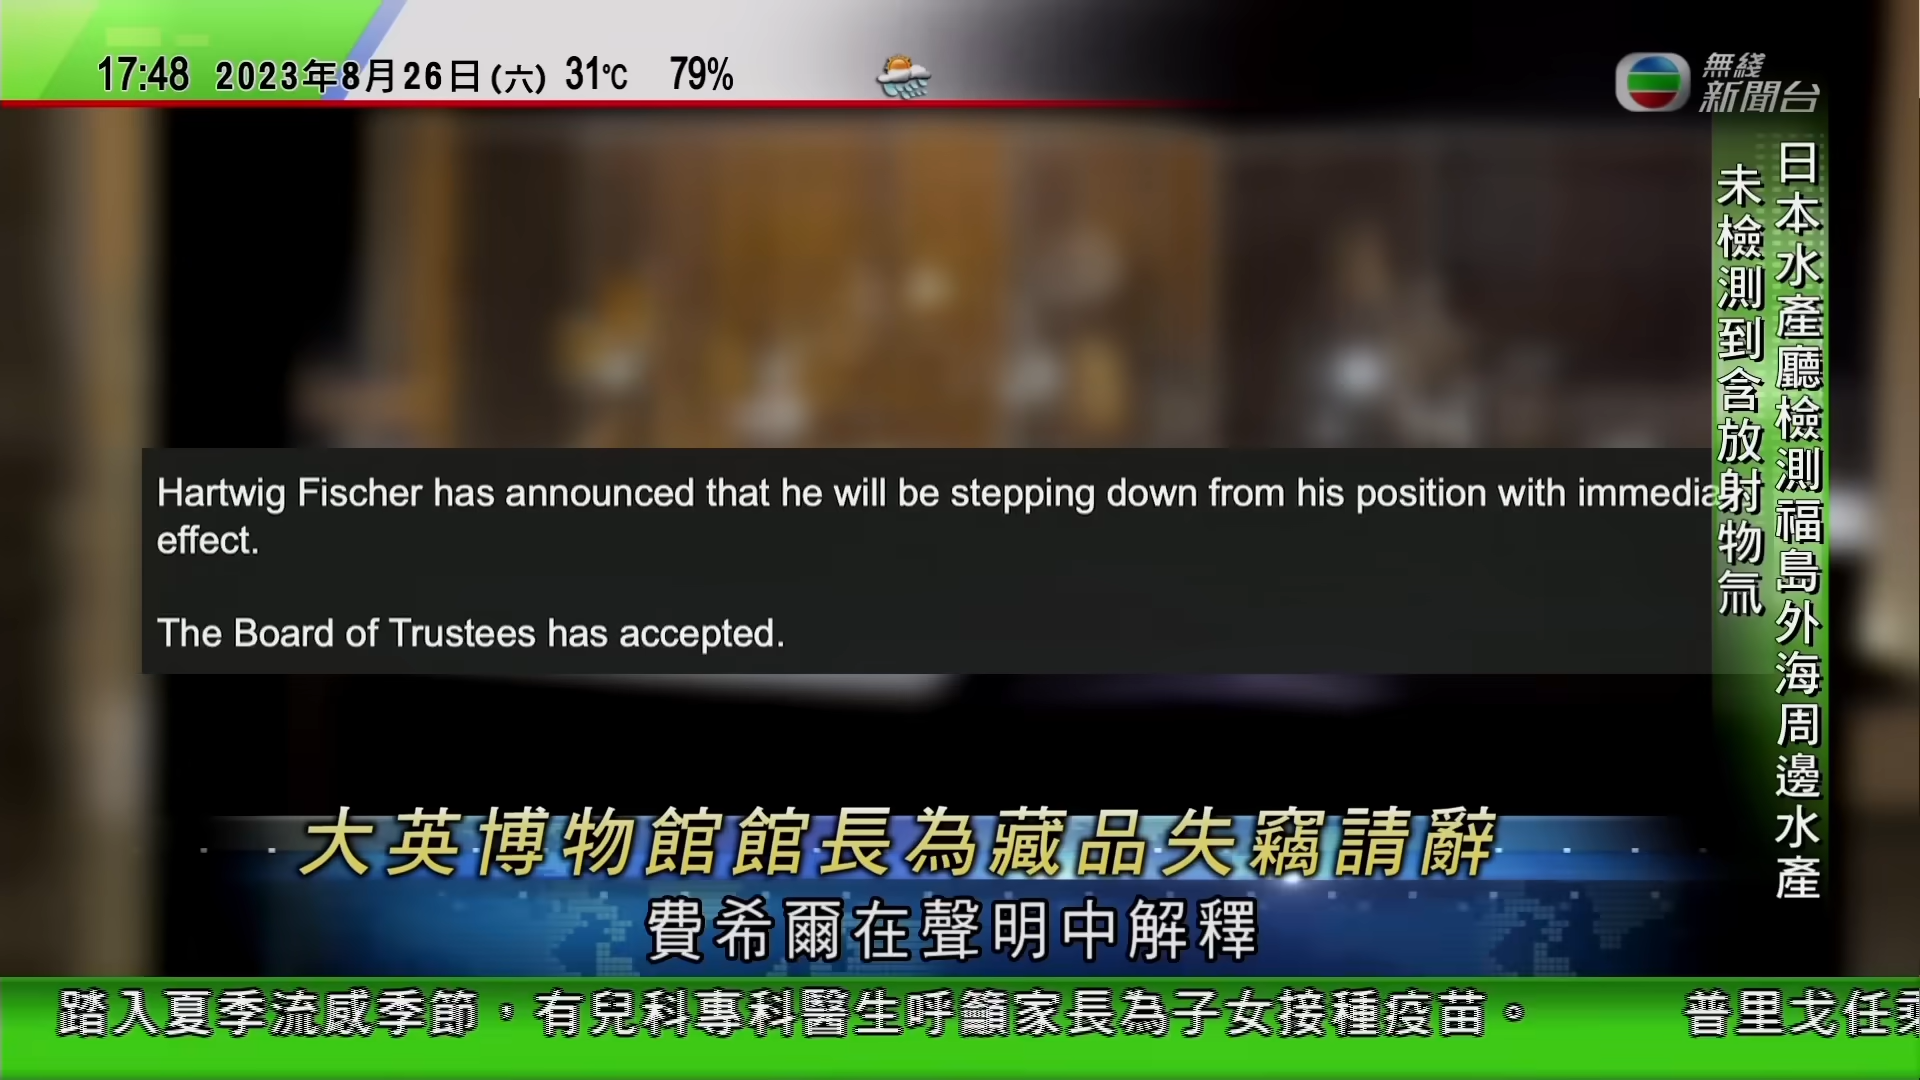 17:48 2023年8月26日(六) 31℃ 79%
無綫
新聞台
日本水產廳檢測福島外海周邊水產
未檢測到含放射物氚
Hartwig Fischer has announced that he will be stepping down from his position with
effect.
The Board of Trustees has accepted.
大英博物館館長為藏品失竊請辭
費希爾在聲明中解釋
踏入夏季流感季節，有兒科專科醫生呼籲家長為子女接種疫苗。 普里戈任乘